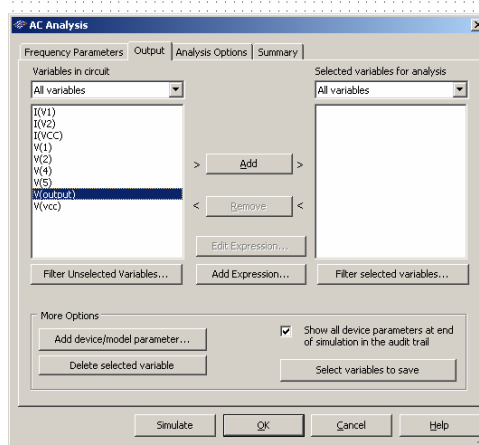 AC Analysis
Frequency Parameters Output Analysis Options Summary
Variables in circuit
All variables
I(V1)
I(V2)
I(VCC)
V(1)
V(2)
V(4)
V(5)
V(output)
V(vcc)
Filter Unselected Variables...
> Add >
< Remove <
Edit Expression...
Add Expression...
Selected variables for analysis
All variables
Filter selected variables...
More Options
Add device/model parameter...
Delete selected variable
Show all device parameters at end
of simulation in the audit trail
Select variables to save
Simulate OK Cancel Help